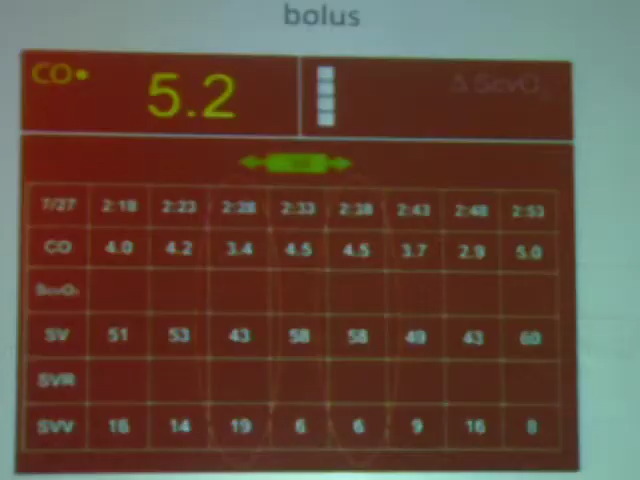 bolus
CO 5.2 Δ ScvO₂
7/27 2:18 2:23 2:28 2:33 2:38 2:43 2:48 2:53
CO 4.0 4.2 3.4 4.5 4.5 3.7 2.9 5.0
ScvO₂
SV 51 53 43 58 58 49 43 60
SVR
SVV 16 14 19 6 6 9 16 8